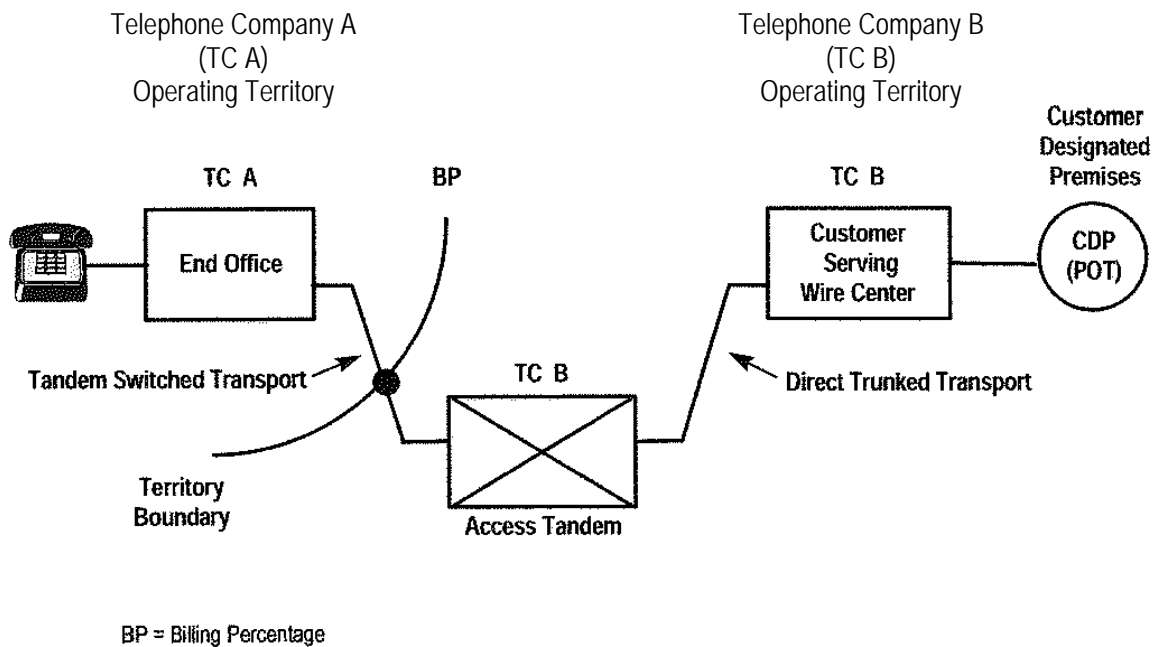 Telephone Company A
(TC A)
Operating Territory
Telephone Company B
(TC B)
Operating Territory
Customer
Designated
Premises
TC A
BP
TC B
End Office
Customer
Serving
Wire Center
CDP
(POT)
Tandem Switched Transport
TC B
Direct Trunked Transport
Territory
Boundary
Access Tandem
BP = Billing Percentage